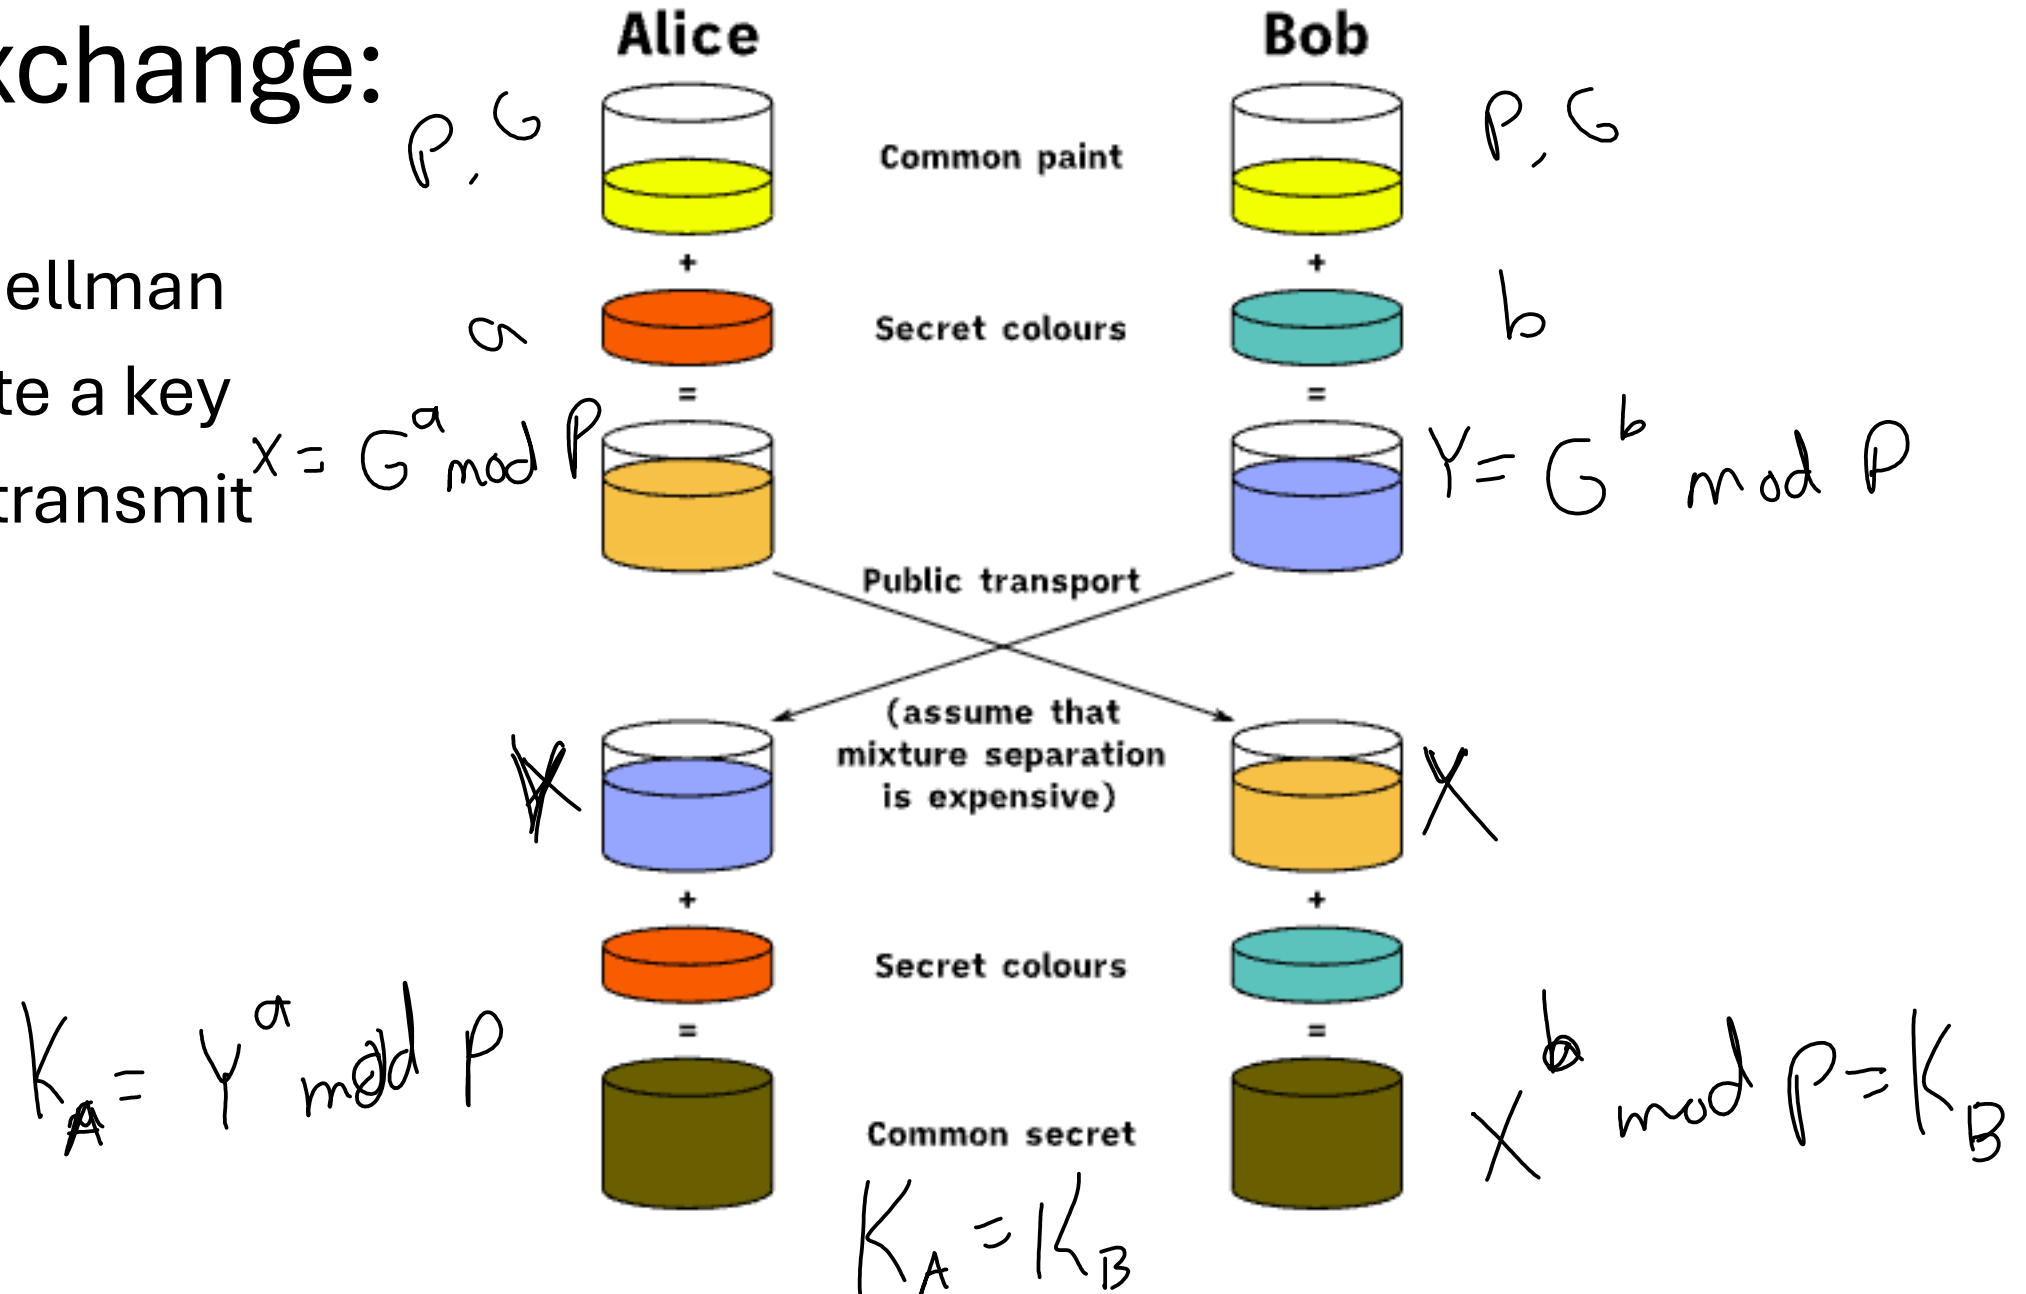 xchange:
Alice
Bob
P, G
Common paint
P, G
+
+
ellman
a
Secret colours
b
te a key
=
=
X = G^a mod P
Y = G^b mod P
transmit
Public transport
(assume that
mixture separation
is expensive)
X
+
+
Secret colours
=
=
K_A = Y^a mod P
X^b mod P = K_B
Common secret
K_A = K_B